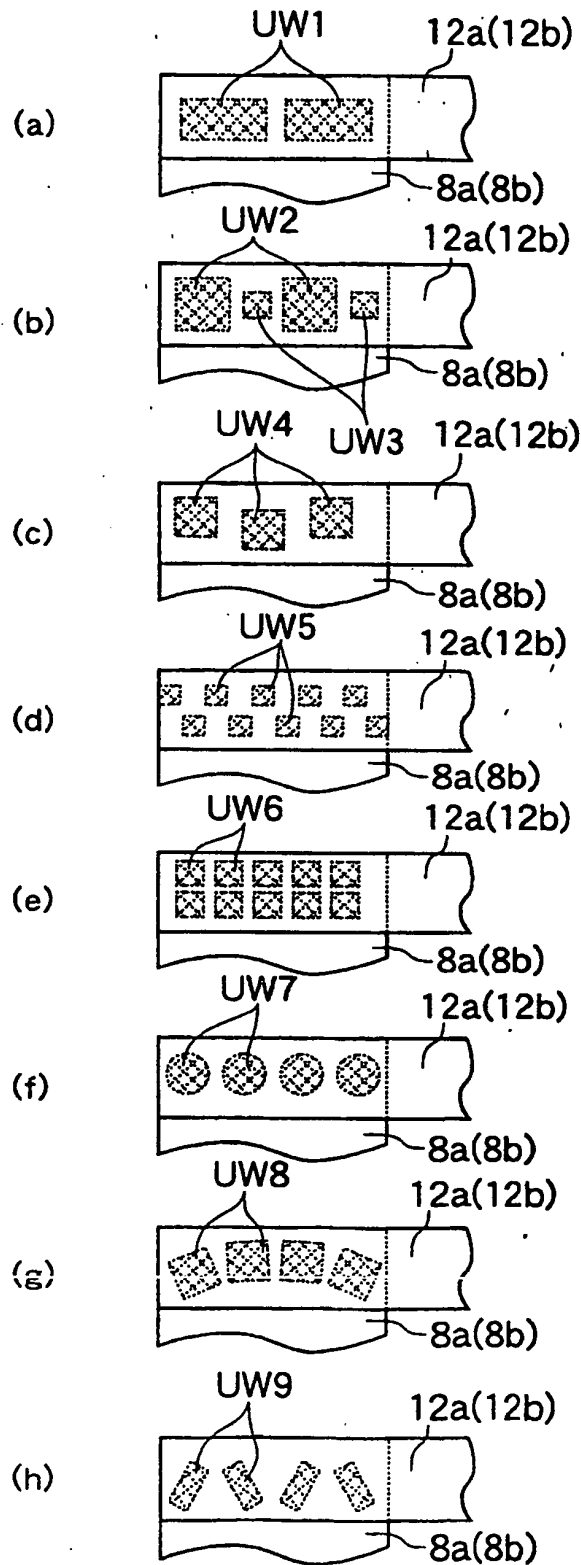 UW1 12a(12b)
(a)
8a(8b)
UW2 12a(12b)
(b)
8a(8b)
UW3
UW4 12a(12b)
(c)
8a(8b)
UW5 12a(12b)
(d)
8a(8b)
UW6 12a(12b)
(e)
8a(8b)
UW7 12a(12b)
(f)
8a(8b)
UW8 12a(12b)
(g)
8a(8b)
UW9 12a(12b)
(h)
8a(8b)